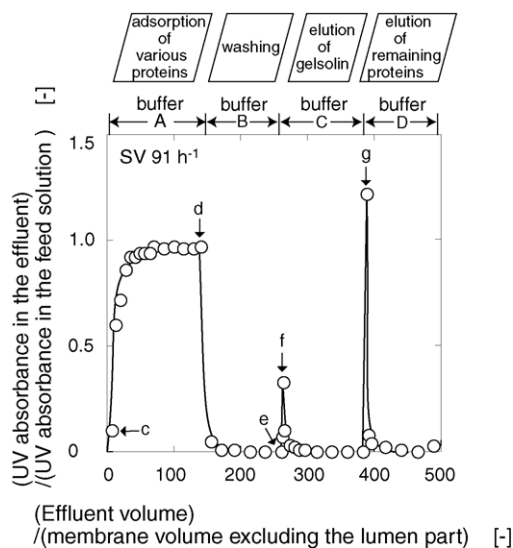 adsorption
of
various
proteins
washing
elution
of
gelsolin
elution
of
remaining
proteins
buffer
A
buffer
B
buffer
C
buffer
D
[-]
(UV absorbance in the effluent)
/(UV absorbance in the feed solution )
1.5
1.0
0.5
0
SV 91 h-1
c
d
e
f
g
0 100 200 300 400 500
(Effluent volume)
/(membrane volume excluding the lumen part) [-]